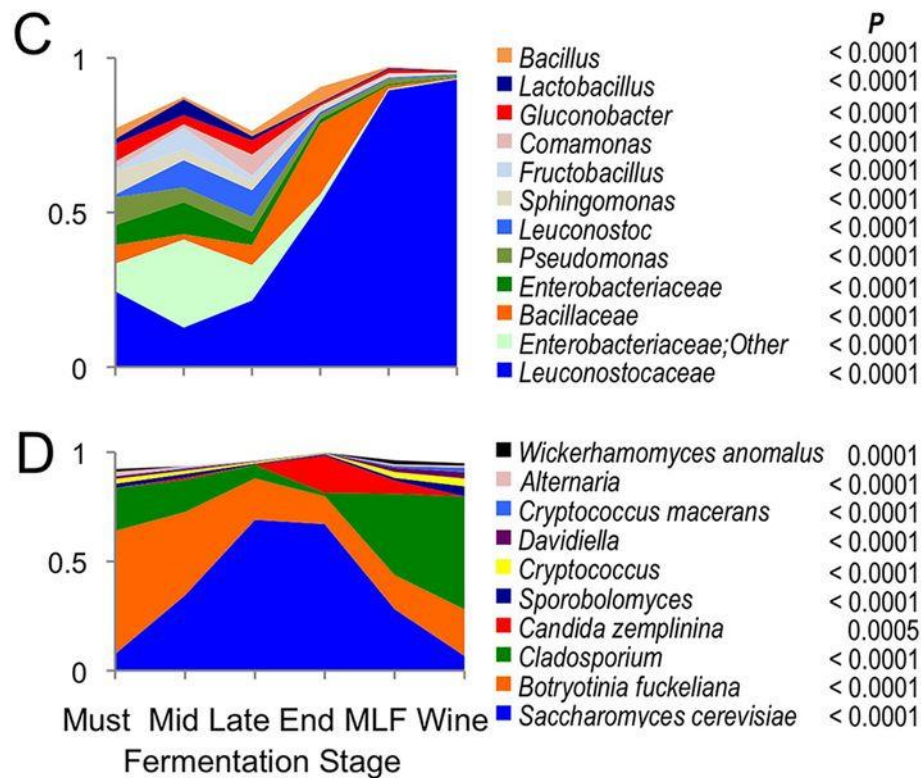 C
P
1
0.5
0
Bacillus < 0.0001
Lactobacillus < 0.0001
Gluconobacter < 0.0001
Comamonas < 0.0001
Fructobacillus < 0.0001
Sphingomonas < 0.0001
Leuconostoc < 0.0001
Pseudomonas < 0.0001
Enterobacteriaceae < 0.0001
Bacillaceae < 0.0001
Enterobacteriaceae;Other < 0.0001
Leuconostocaceae < 0.0001
D
1
0.5
0
Wickerhamomyces anomalus 0.0001
Alternaria < 0.0001
Cryptococcus macerans < 0.0001
Davidiella < 0.0001
Cryptococcus < 0.0001
Sporobolomyces < 0.0001
Candida zemplinina 0.0005
Cladosporium < 0.0001
Botryotinia fuckeliana < 0.0001
Saccharomyces cerevisiae < 0.0001
Must Mid Late End MLF Wine
Fermentation Stage